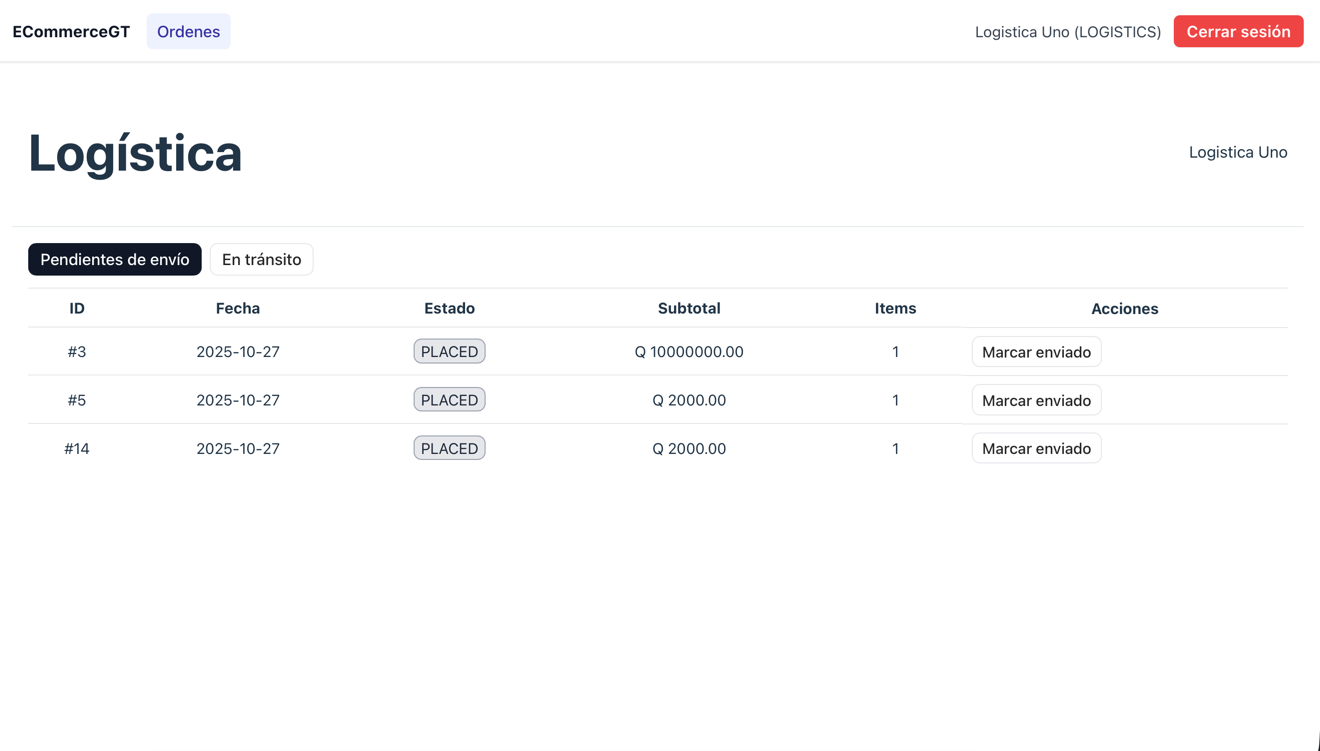 ECommerceGT Ordenes Logistica Uno (LOGISTICS) Cerrar sesión
Logística Logistica Uno
Pendientes de envío En tránsito
ID Fecha Estado Subtotal Items Acciones
#3 2025-10-27 PLACED Q 10000000.00 1 Marcar enviado
#5 2025-10-27 PLACED Q 2000.00 1 Marcar enviado
#14 2025-10-27 PLACED Q 2000.00 1 Marcar enviado